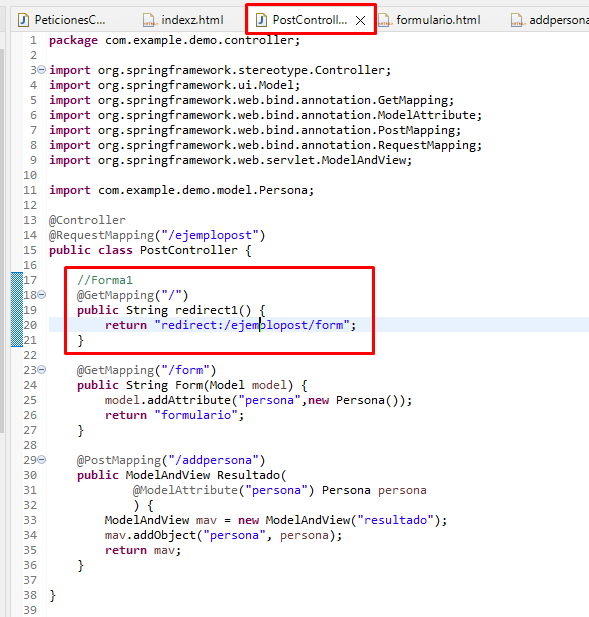 PeticionesC... indexz.html PostControll... formulario.html addpersona
1 package com.example.demo.controller;
2
3 import org.springframework.stereotype.Controller;
4 import org.springframework.ui.Model;
5 import org.springframework.web.bind.annotation.GetMapping;
6 import org.springframework.web.bind.annotation.ModelAttribute;
7 import org.springframework.web.bind.annotation.PostMapping;
8 import org.springframework.web.bind.annotation.RequestMapping;
9 import org.springframework.web.servlet.ModelAndView;
10
11 import com.example.demo.model.Persona;
12
13 @Controller
14 @RequestMapping("/ejemplopost")
15 public class PostController {
16
17 //Forma1
18 @GetMapping("/")
19 public String redirect1() {
20 return "redirect:/ejemplopost/form";
21 }
22
23 @GetMapping("/form")
24 public String Form(Model model) {
25 model.addAttribute("persona",new Persona());
26 return "formulario";
27 }
28
29 @PostMapping("/addpersona")
30 public ModelAndView Resultado(
31 @ModelAttribute("persona") Persona persona
32 ) {
33 ModelAndView mav = new ModelAndView("resultado");
34 mav.addObject("persona", persona);
35 return mav;
36 }
37
38 }
39